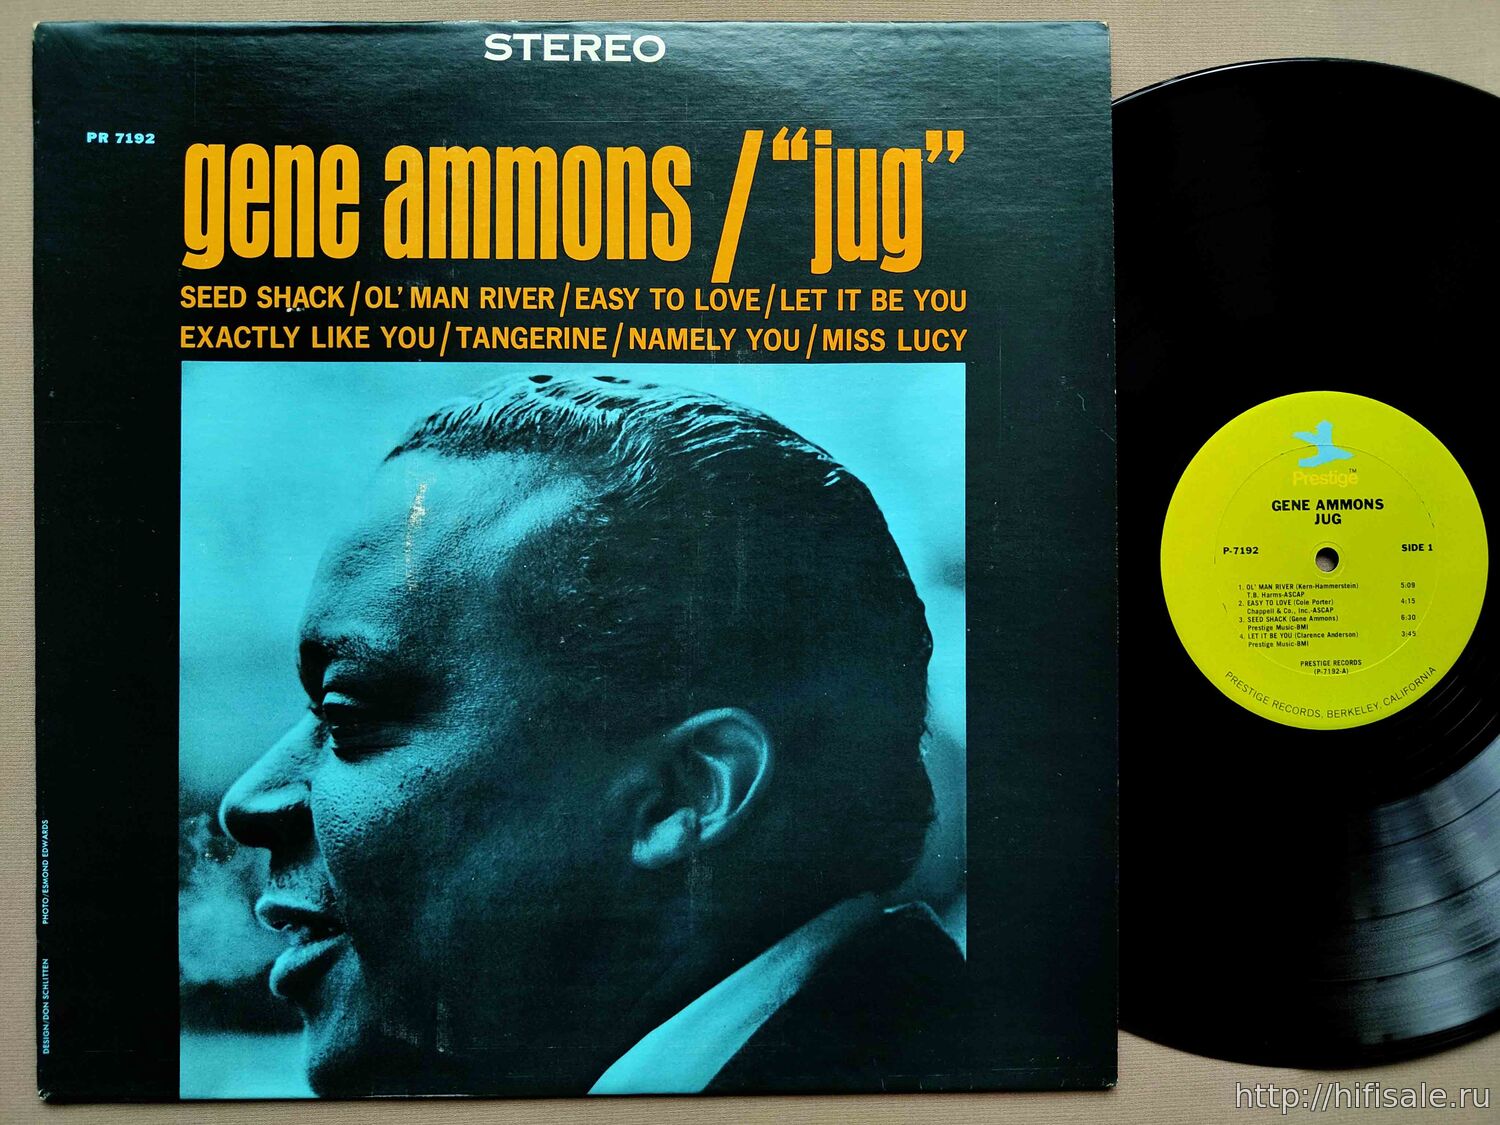 STEREO
PR 7192
gene ammons / “jug”
SEED SHACK / OL’ MAN RIVER / EASY TO LOVE / LET IT BE YOU
EXACTLY LIKE YOU / TANGERINE / NAMELY YOU / MISS LUCY
PHOTO/ESMOND EDWARDS
DESIGN/DON SCHLITTEN
Prestige™
GENE AMMONS
JUG
P-7192
SIDE 1
1. OL' MAN RIVER (Kern-Hammerstein) 5:09
T.B. Harms-ASCAP
2. EASY TO LOVE (Cole Porter) 4:15
Chappell & Co., Inc.-ASCAP
3. SEED SHACK (Gene Ammons) 6:30
Prestige Music-BMI
4. LET IT BE YOU (Clarence Anderson) 3:45
Prestige Music-BMI
PRESTIGE RECORDS
(P-7192-A)
PRESTIGE RECORDS, BERKELEY, CALIFORNIA
http://hifisale.ru